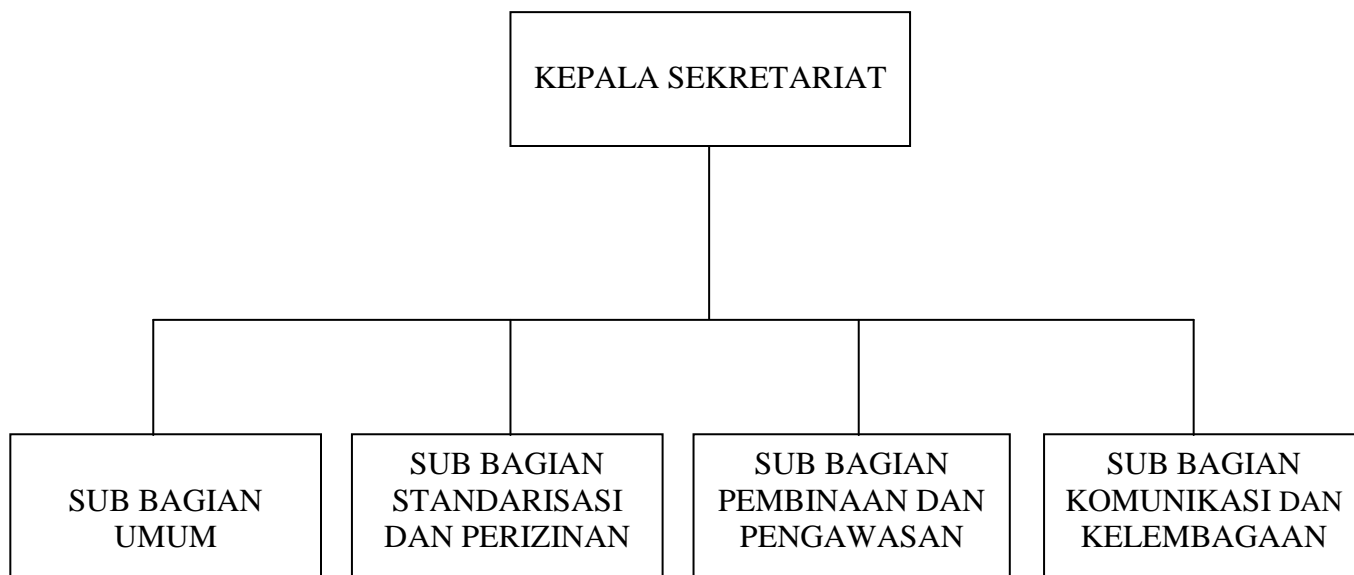 KEPALA SEKRETARIAT
SUB BAGIAN
UMUM
SUB BAGIAN
STANDARISASI
DAN PERIZINAN
SUB BAGIAN
PEMBINAAN DAN
PENGAWASAN
SUB BAGIAN
KOMUNIKASI DAN
KELEMBAGAAN